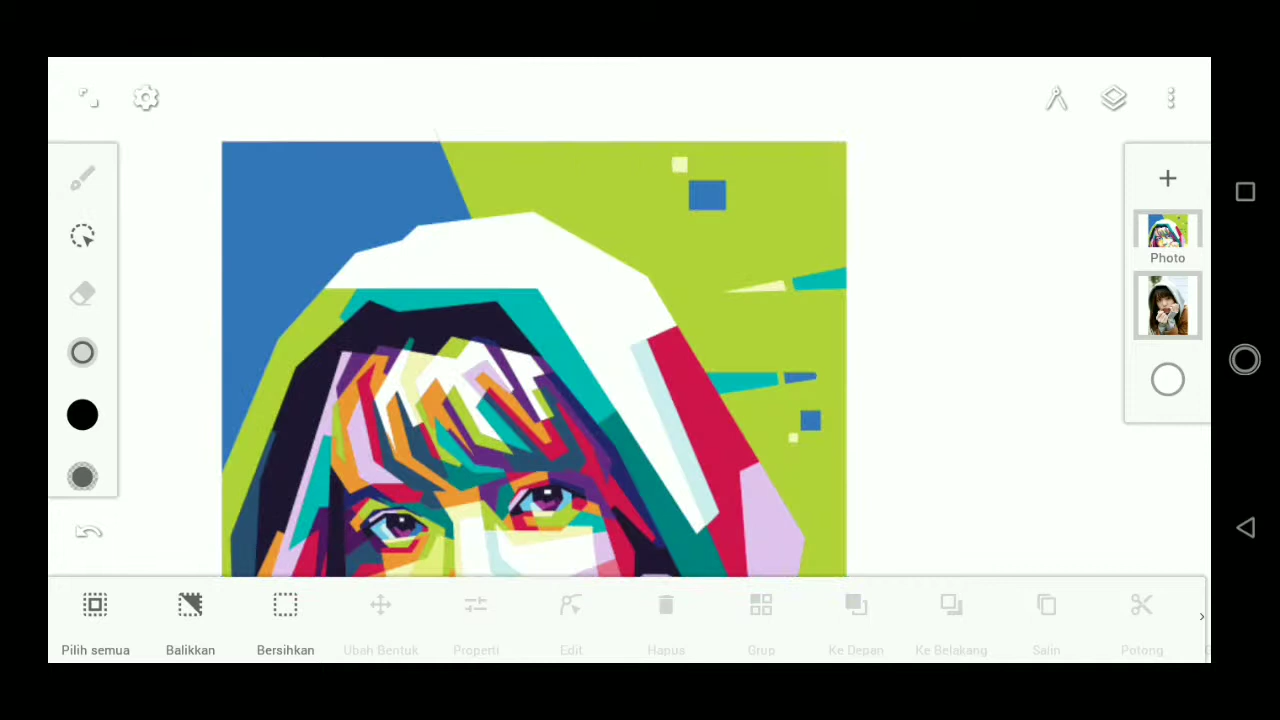 Photo
Pilih semua
Balikkan
Bersihkan
Ubah Bentuk
Properti
Edit
Hapus
Grup
Ke Depan
Ke Belakang
Salin
Potong